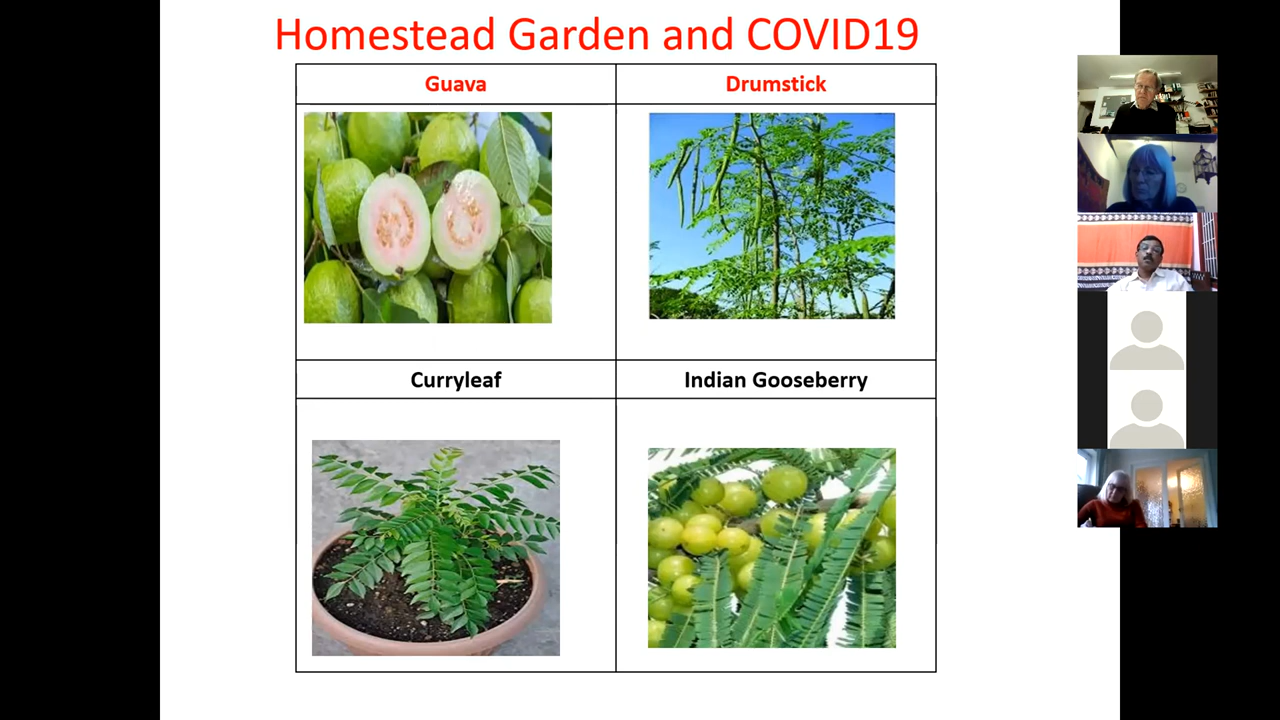 Homestead Garden and COVID19
Guava
Drumstick
Curryleaf
Indian Gooseberry